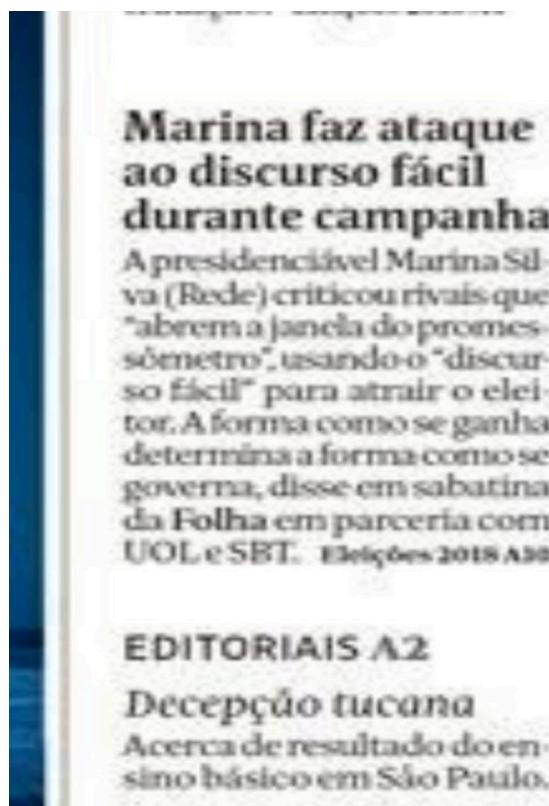 Marina faz ataque
ao discurso fácil
durante campanha
A presidenciável Marina Sil-
va (Rede) criticou rivais que
"abrem a janela do promes-
sômetro", usando o "discur-
so fácil" para atrair o elei-
tor. A forma como se ganha
determina a forma como se
governa, disse em sabatina
da Folha em parceria com
UOL e SBT. Eleições 2018 A10
EDITORIAIS A2
Decepção tucana
Acerca de resultado do en-
sino básico em São Paulo.